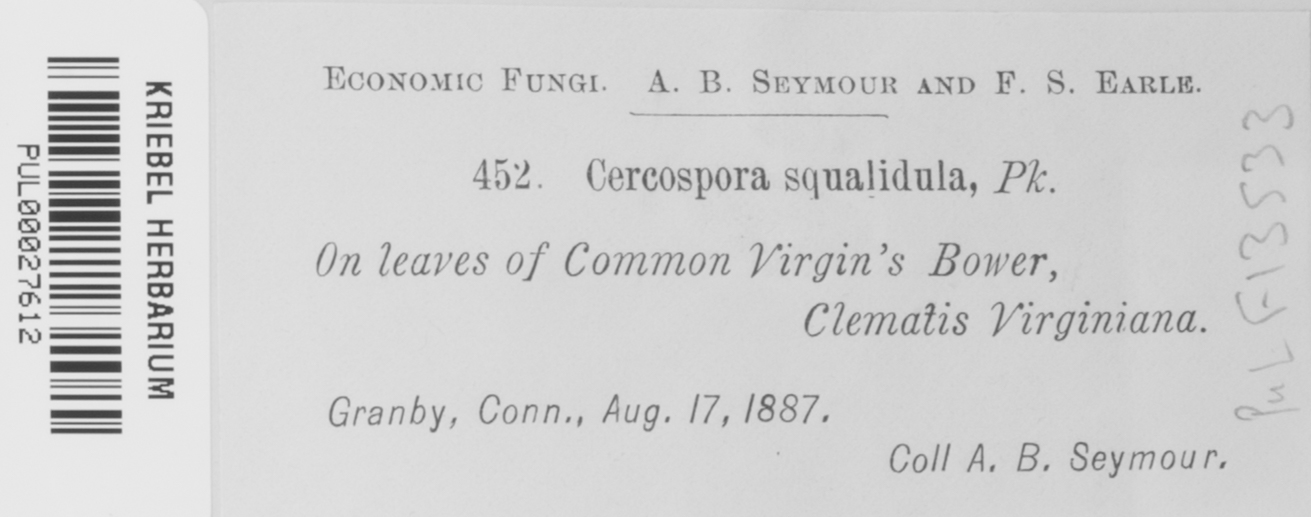 KRIEBEL HERBARIUM
PUL00027612
ECONOMIC FUNGI. A. B. SEYMOUR AND F. S. EARLE.
452. Cercospora squalidula, Pk.
On leaves of Common Virgin's Bower,
Clematis Virginiana.
Granby, Conn., Aug. 17, 1887.
Coll A. B. Seymour.
PUL F13533